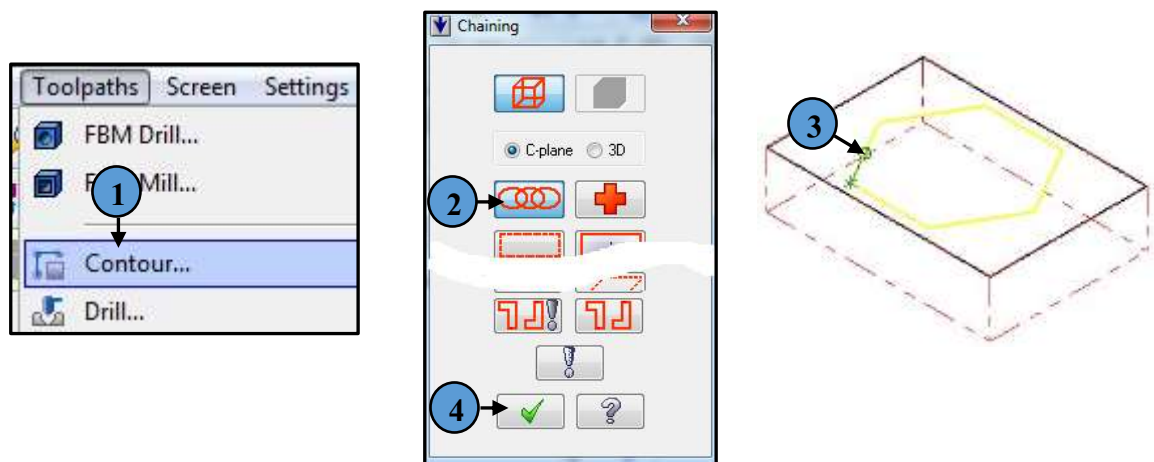 Toolpaths Screen Settings
FBM Drill...
Mill...
1
Contour...
Drill...
Chaining
C-plane 3D
2
4
3